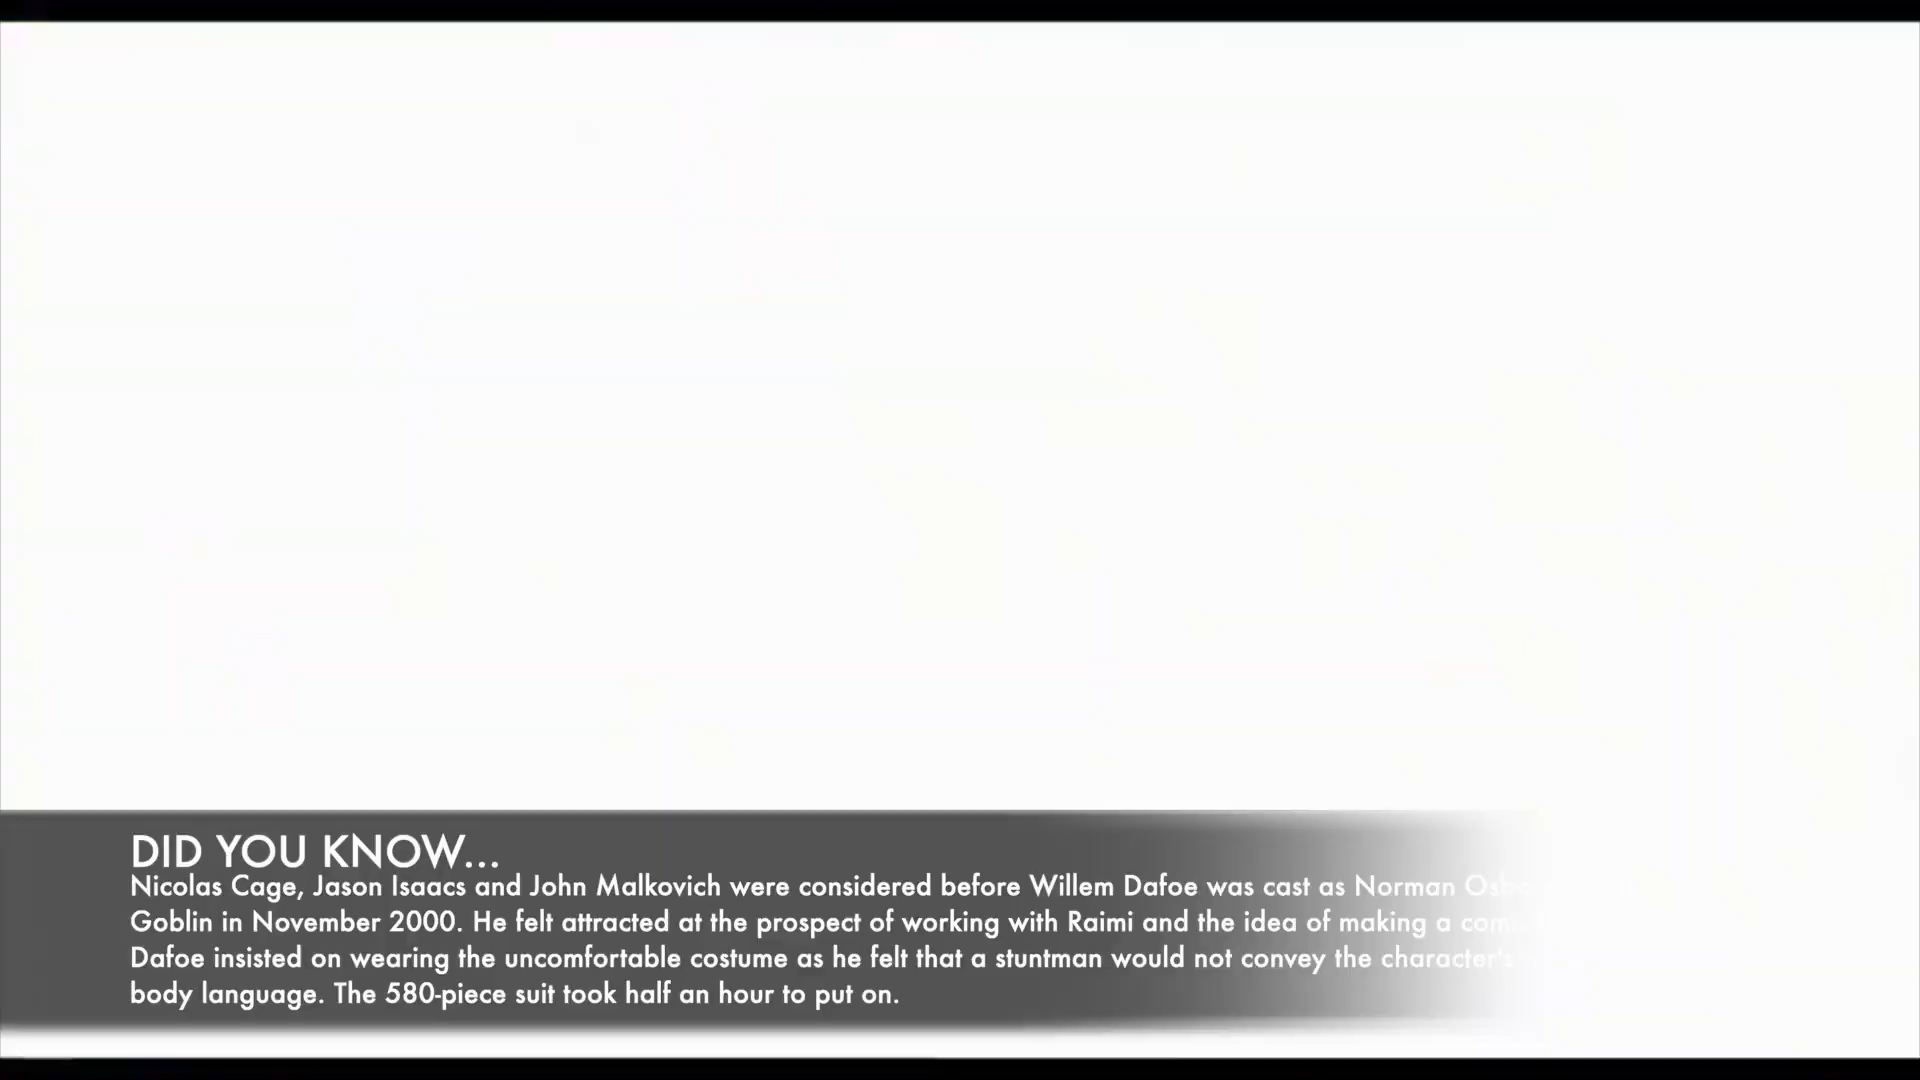 DID YOU KNOW...
Nicolas Cage, Jason Isaacs and John Malkovich were considered before Willem Dafoe was cast as Norman
Goblin in November 2000. He felt attracted at the prospect of working with Raimi and the idea of making a
Dafoe insisted on wearing the uncomfortable costume as he felt that a stuntman would not convey the character's
body language. The 580-piece suit took half an hour to put on.